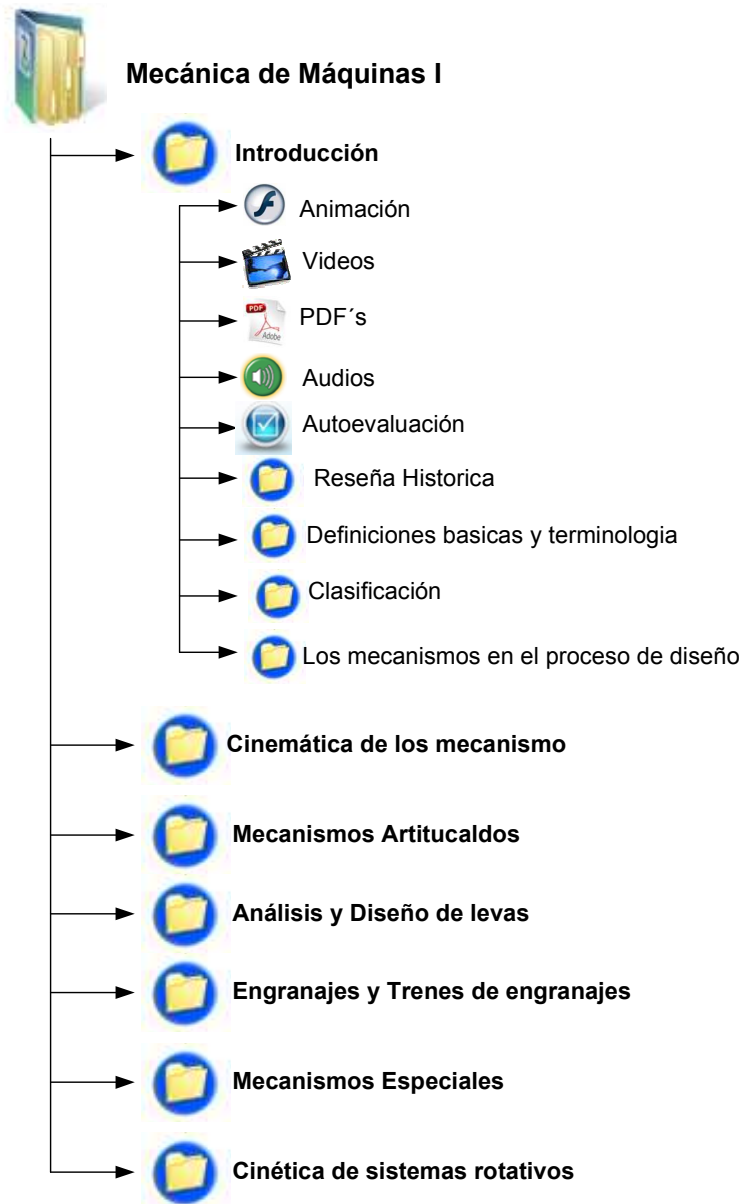 Mecánica de Máquinas I
Introducción
Animación
Videos
PDF
Adobe
PDF´s
Audios
Autoevaluación
Reseña Historica
Definiciones basicas y terminologia
Clasificación
Los mecanismos en el proceso de diseño
Cinemática de los mecanismo
Mecanismos Artitucaldos
Análisis y Diseño de levas
Engranajes y Trenes de engranajes
Mecanismos Especiales
Cinética de sistemas rotativos